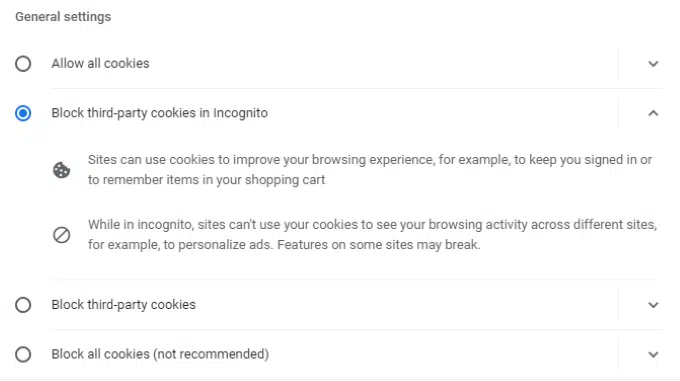 General settings
Allow all cookies
Block third-party cookies in Incognito
Sites can use cookies to improve your browsing experience, for example, to keep you signed in or
to remember items in your shopping cart
While in incognito, sites can't use your cookies to see your browsing activity across different sites,
for example, to personalize ads. Features on some sites may break.
Block third-party cookies
Block all cookies (not recommended)